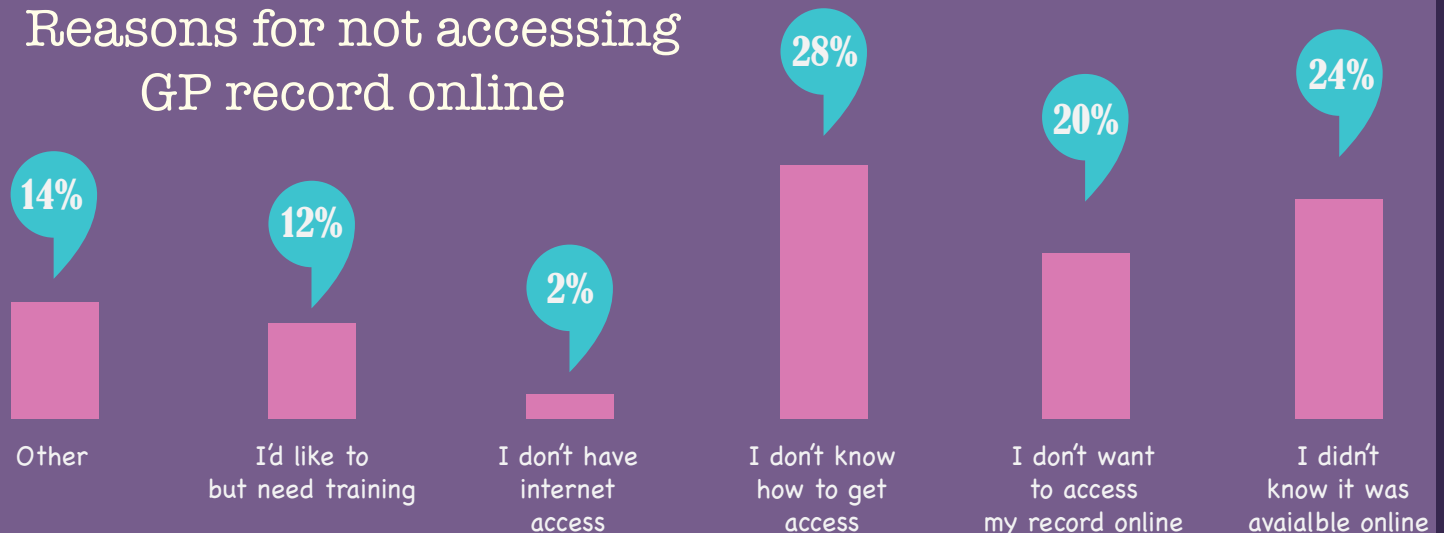 Reasons for not accessing
GP record online
14%
12%
2%
28%
20%
24%
Other
I'd like to
but need training
I don't have
internet
access
I don't know
how to get
access
I don't want
to access
my record online
I didn't
know it was
avaialble online